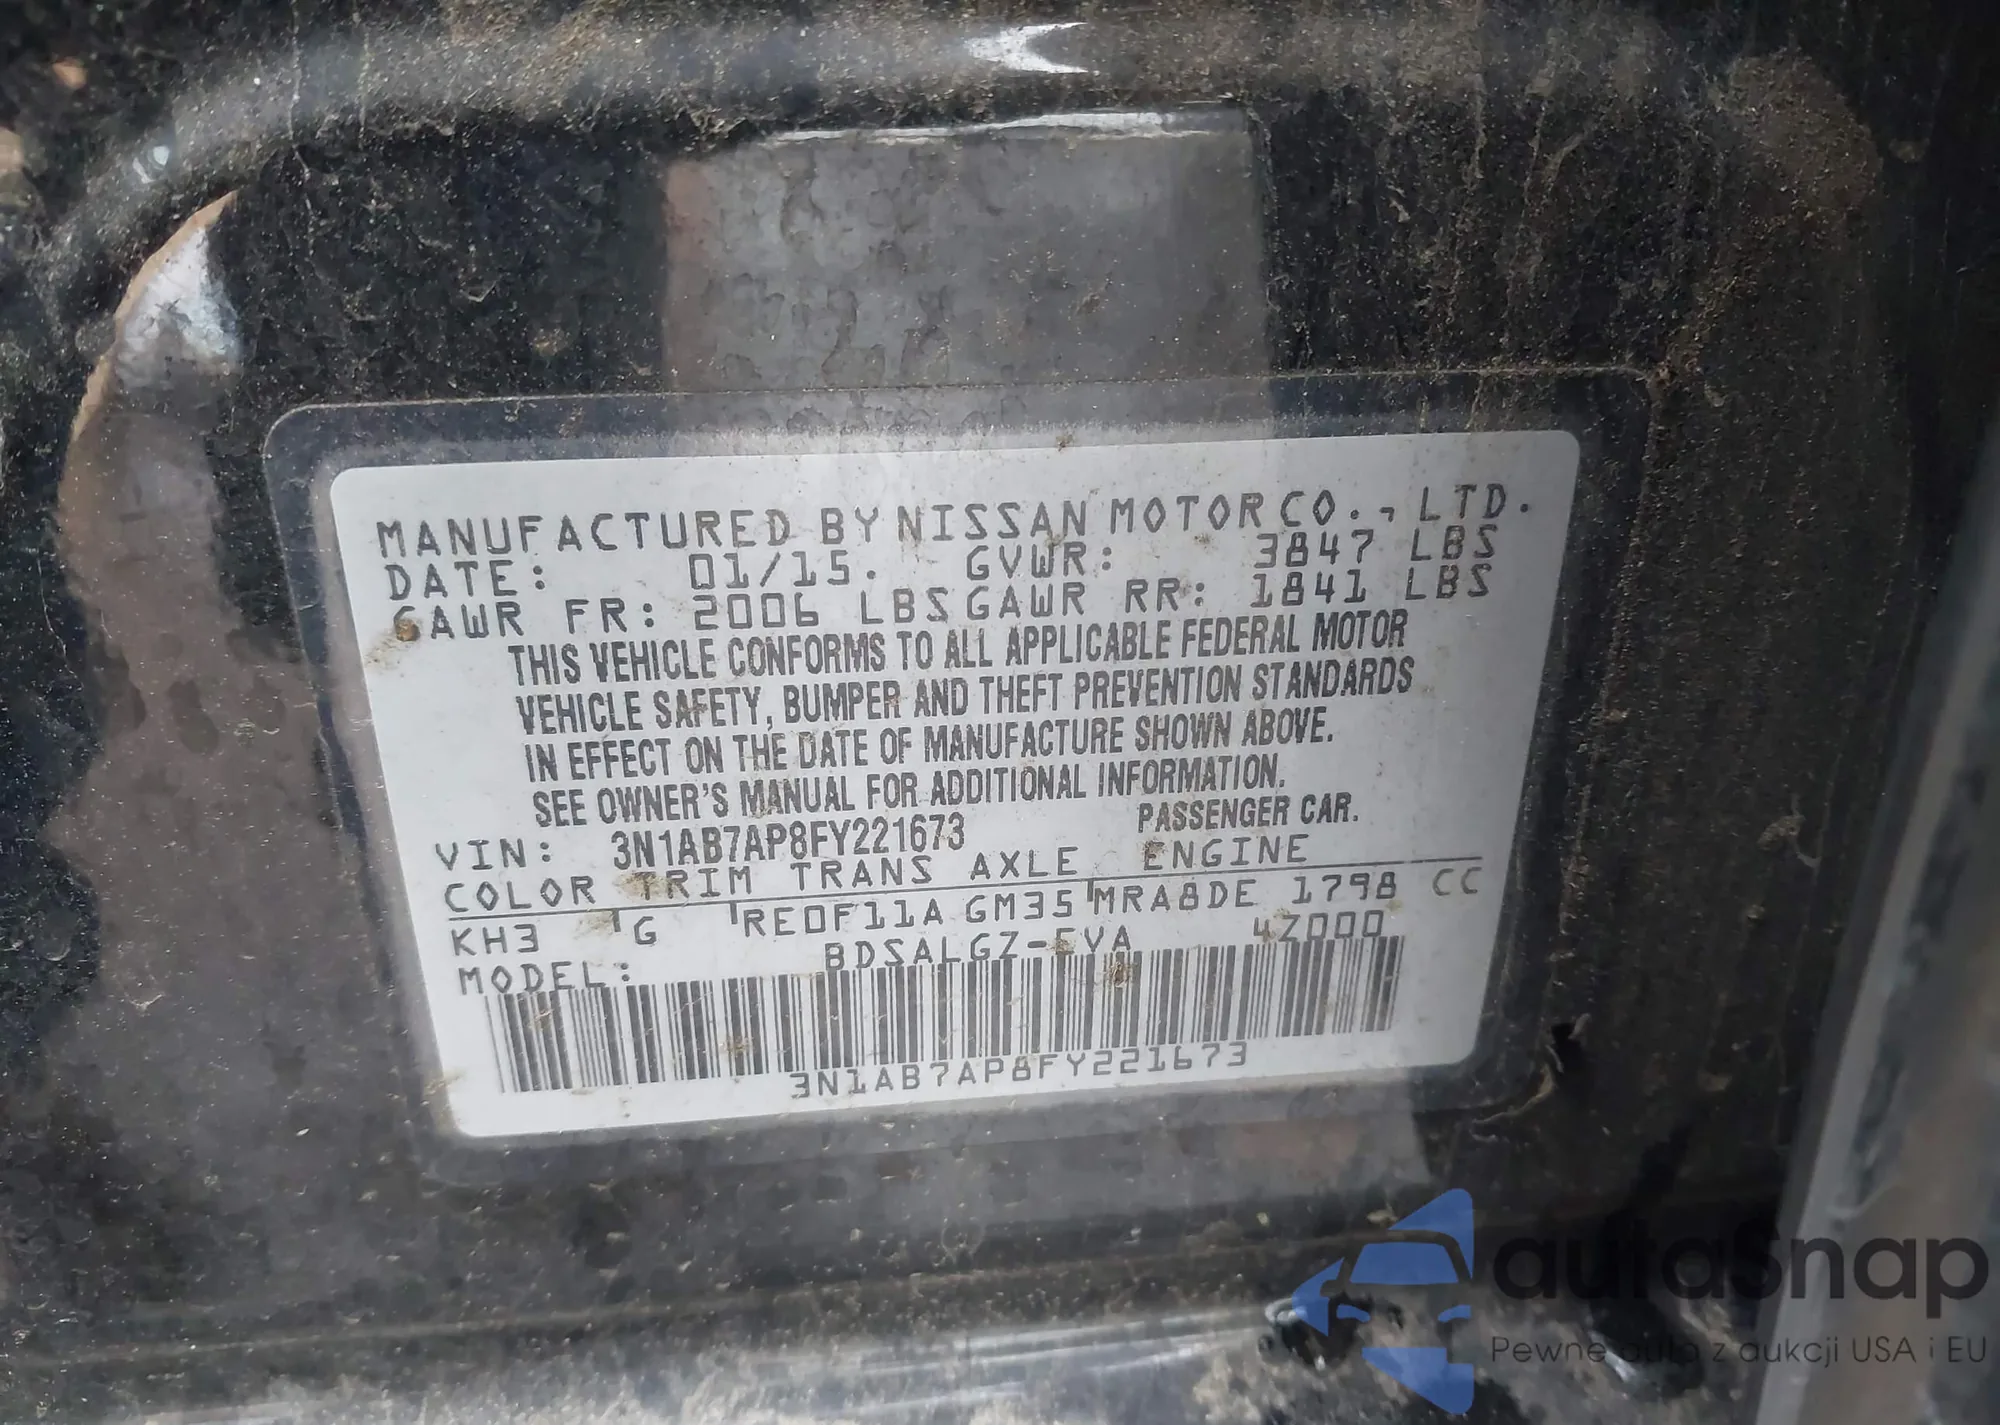 MANUFACTURED BY NISSAN MOTOR CO., LTD.
DATE: 01/15. GVWR: 3847 LBS
GAWR FR: 2006 LBS GAWR RR: 1841 LBS
THIS VEHICLE CONFORMS TO ALL APPLICABLE FEDERAL MOTOR
VEHICLE SAFETY, BUMPER AND THEFT PREVENTION STANDARDS
IN EFFECT ON THE DATE OF MANUFACTURE SHOWN ABOVE.
SEE OWNER'S MANUAL FOR ADDITIONAL INFORMATION.
VIN: 3N1AB7AP8FY221673 PASSENGER CAR.
COLOR TRIM TRANS AXLE ENGINE
KH3 G RE0F11A GM35 MRA8DE 1798 CC
MODEL: BDSALGZ-EVA 4Z000
3N1AB7AP8FY221673
autaSnap
Pewne auta z aukcji USA i EU